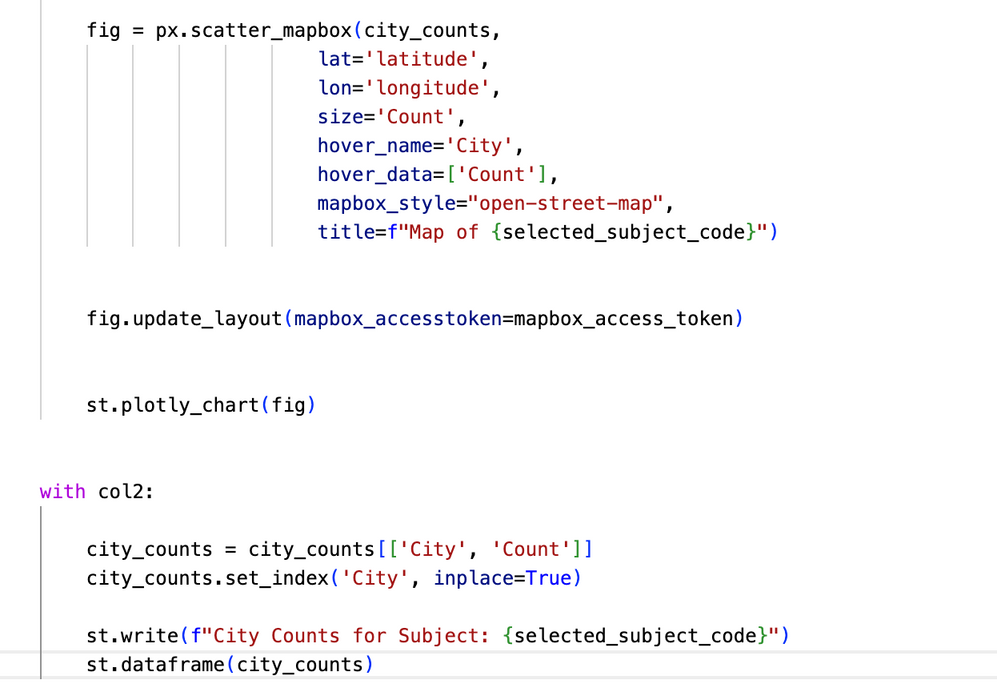 fig = px.scatter_mapbox(city_counts,
lat='latitude',
lon='longitude',
size='Count',
hover_name='City',
hover_data=['Count'],
mapbox_style="open-street-map",
title=f"Map of {selected_subject_code}")
fig.update_layout(mapbox_accesstoken=mapbox_access_token)
st.plotly_chart(fig)
with col2:
city_counts = city_counts[['City', 'Count']]
city_counts.set_index('City', inplace=True)
st.write(f"City Counts for Subject: {selected_subject_code}")
st.dataframe(city_counts)